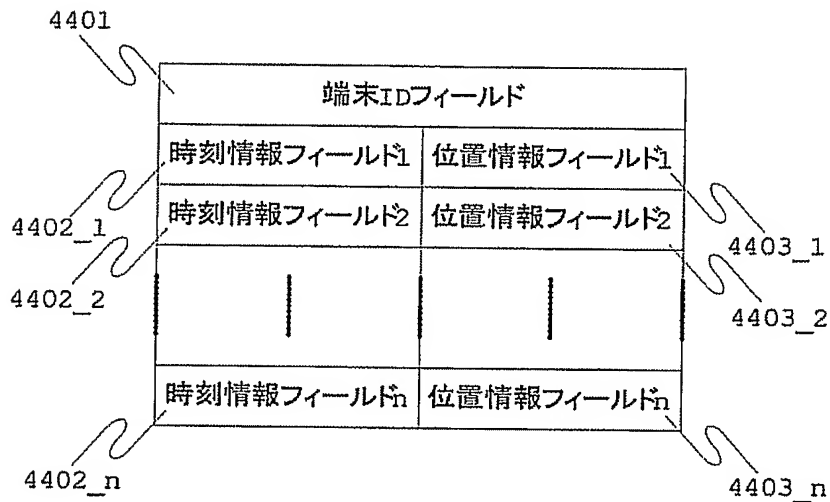 4401
端末IDフィールド
時刻情報フィールド1 位置情報フィールド1
4402_1
4403_1
時刻情報フィールド2 位置情報フィールド2
4402_2
4403_2
時刻情報フィールドn 位置情報フィールドn
4402_n
4403_n